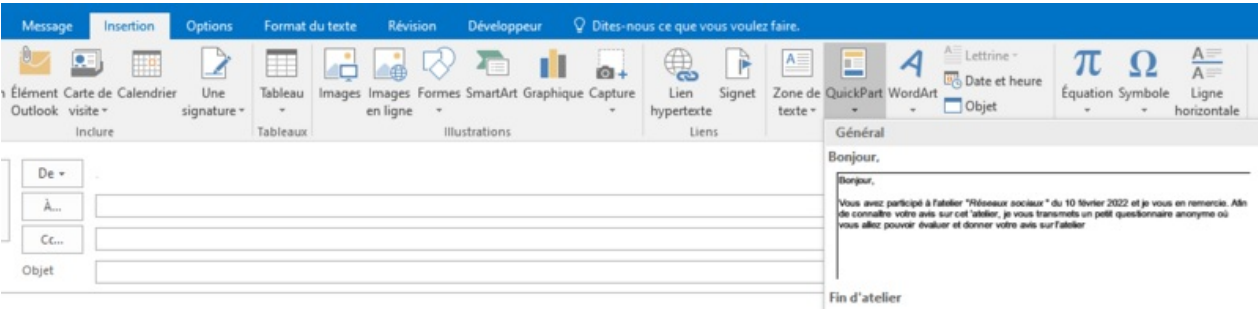 Message Insertion Options Format du texte Révision Développeur Dites-nous ce que vous voulez faire.
Élément Outlook
Carte de visite
Calendrier
Une signature
Tableau
Images
Images en ligne
Formes
SmartArt
Graphique
Capture
Lien hypertexte
Signet
Zone de texte
QuickPart
WordArt
Lettrine
Date et heure
Objet
Équation
Symbole
Ligne horizontale
Inclure Tableaux Illustrations Liens
De
À...
Cc...
Objet
Général
Bonjour,
Bonjour,
Vous avez participé à l'atelier "Réseaux sociaux " du 10 février 2022 et je vous en remercie. Afin
de connaître votre avis sur cet 'atelier, je vous transmets un petit questionnaire anonyme où
vous allez pouvoir évaluer et donner votre avis sur l'atelier
Fin d'atelier